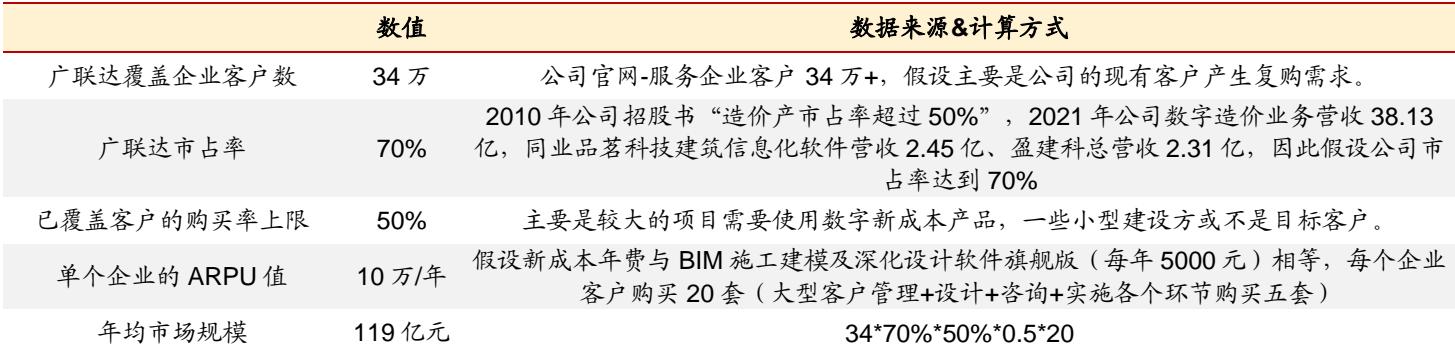 数值 数据来源&计算方式
广联达覆盖企业客户数 34 万 公司官网-服务企业客户 34 万+，假设主要是公司的现有客户产生复购需求。
2010 年公司招股书“造价产市占率超过 50%”，2021 年公司数字造价业务营收 38.13
广联达市占率 70% 亿，同业品茗科技建筑信息化软件营收 2.45 亿、盈建科总营收 2.31 亿，因此假设公司市
占率达到 70%
已覆盖客户的购买率上限 50% 主要是较大的项目需要使用数字新成本产品，一些小型建设方或不是目标客户。
单个企业的 ARPU 值 10 万/年 假设新成本年费与 BIM 施工建模及深化设计软件旗舰版（每年 5000 元）相等，每个企业
客户购买 20 套（大型客户管理+设计+咨询+实施各个环节购买五套）
年均市场规模 119 亿元 34*70%*50%*0.5*20